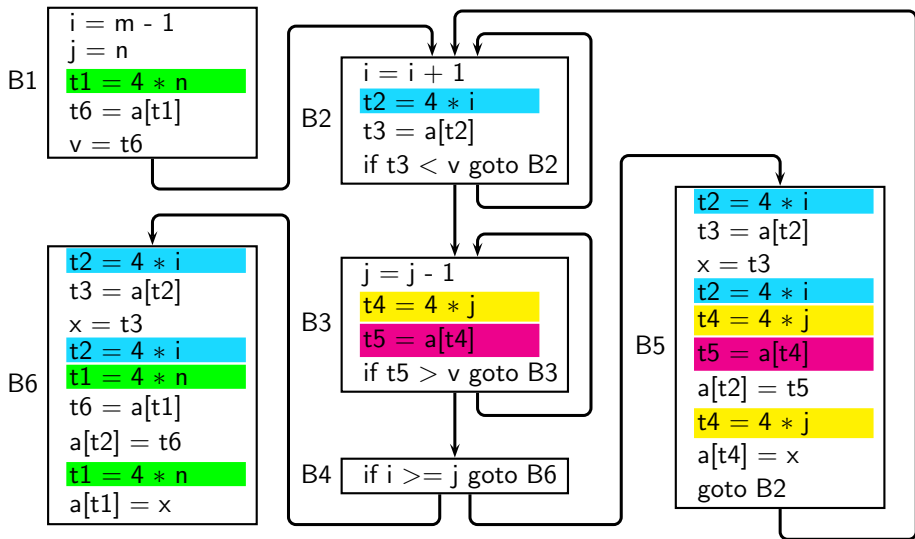 B1
i = m - 1
j = n
t1 = 4 * n
t6 = a[t1]
v = t6
B2
i = i + 1
t2 = 4 * i
t3 = a[t2]
if t3 < v goto B2
B3
j = j - 1
t4 = 4 * j
t5 = a[t4]
if t5 > v goto B3
B4
if i >= j goto B6
B5
t2 = 4 * i
t3 = a[t2]
x = t3
t2 = 4 * i
t4 = 4 * j
t5 = a[t4]
a[t2] = t5
t4 = 4 * j
a[t4] = x
goto B2
B6
t2 = 4 * i
t3 = a[t2]
x = t3
t2 = 4 * i
t1 = 4 * n
t6 = a[t1]
a[t2] = t6
t1 = 4 * n
a[t1] = x